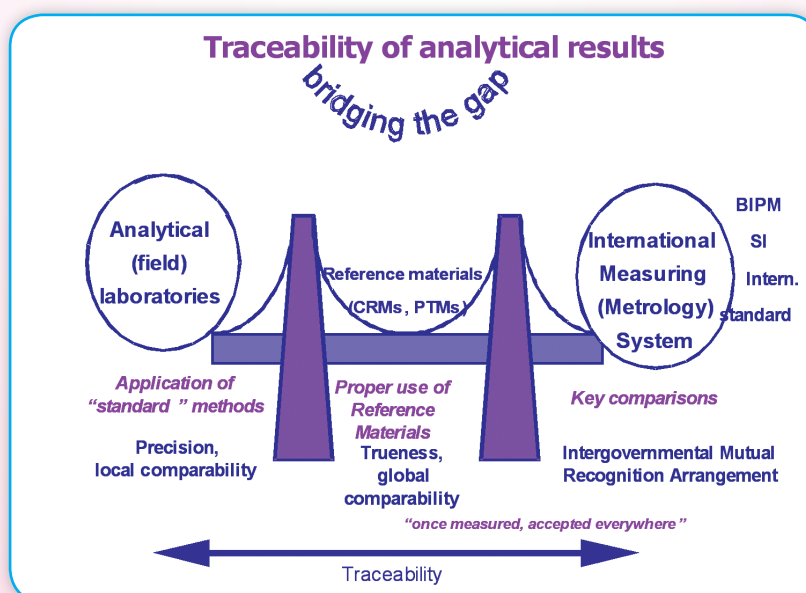 Traceability of analytical results
bridging the gap
Analytical
(field)
laboratories
Reference materials
(CRMs, PTMs)
International
Measuring
(Metrology)
System
BIPM
SI
Intern.
standard
Application of
“standard ” methods
Precision,
local comparability
Proper use of
Reference
Materials
Trueness,
global
comparability
Key comparisons
Intergovernmental Mutual
Recognition Arrangement
“once measured, accepted everywhere”
Traceability